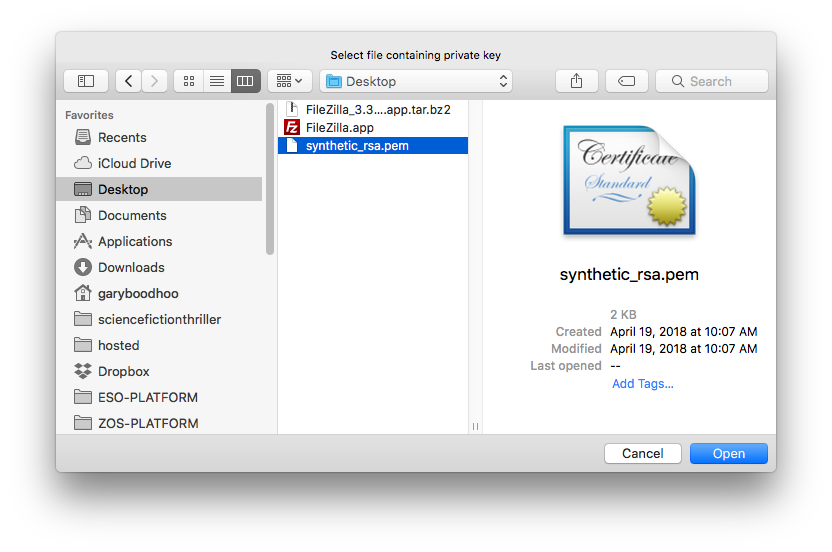 Select file containing private key
Desktop
Search
Favorites
Recents
iCloud Drive
Desktop
Documents
Applications
Downloads
garyboodhoo
sciencefictionthriller
hosted
Dropbox
ESO-PLATFORM
ZOS-PLATFORM
FileZilla_3.3....app.tar.bz2
FileZilla.app
synthetic_rsa.pem
Certificate
Standard
synthetic_rsa.pem
2 KB
Created April 19, 2018 at 10:07 AM
Modified April 19, 2018 at 10:07 AM
Last opened --
Add Tags...
Cancel
Open